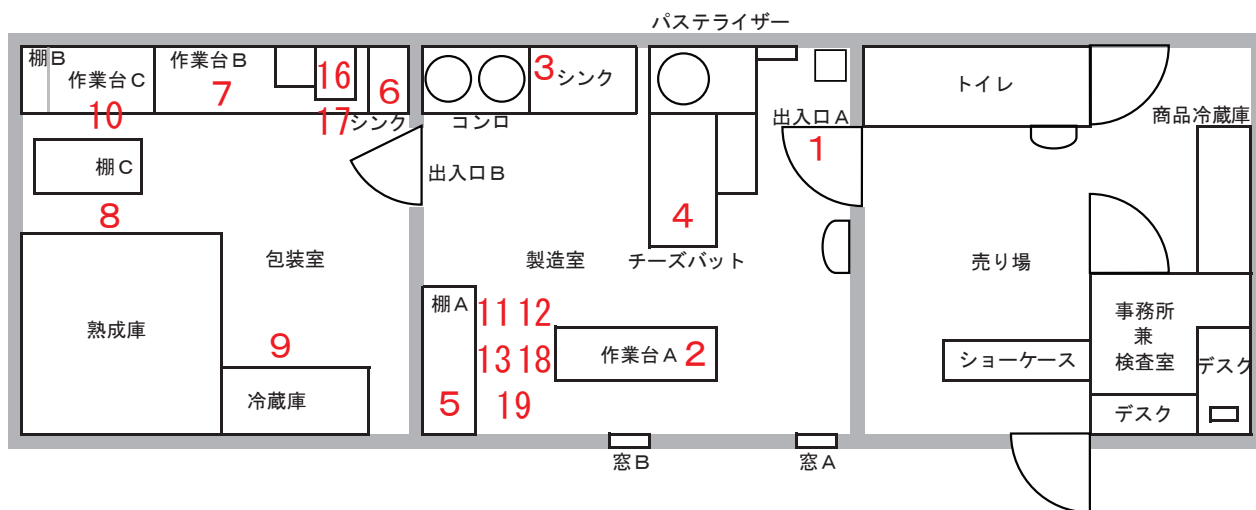 パステライザー
棚B
作業台C
10
作業台B
7
16
17
6
シンク
3
シンク
コンロ
出入口A
1
トイレ
商品冷蔵庫
棚C
8
出入口B
4
包装室
製造室
チーズバット
売り場
熟成庫
9
冷蔵庫
棚A
5
11
12
13
18
19
作業台A
2
ショーケース
事務所
兼
検査室
デスク
デスク
窓B
窓A